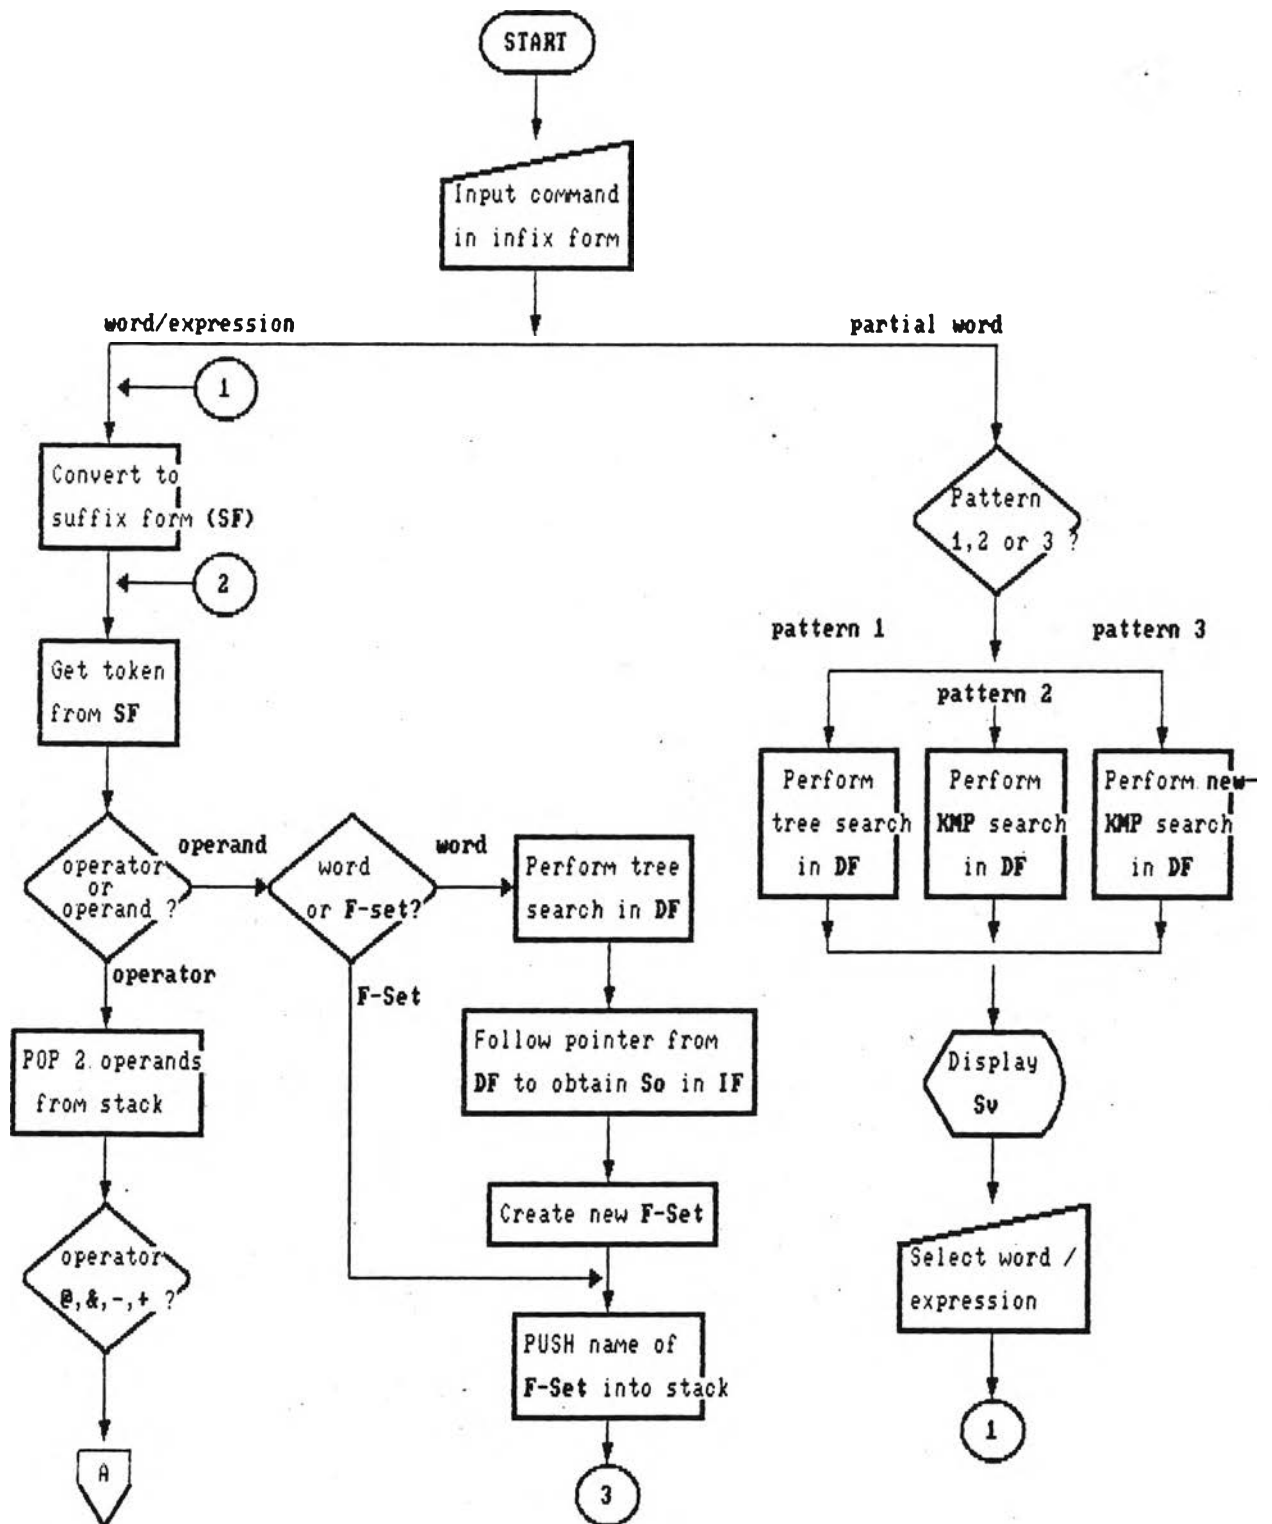 START
Input command
in infix form
word/expression
partial word
1
Convert to
suffix form (SF)
2
Get token
from SF
operator
or
operand ?
operand
operator
word
or F-set?
word
F-Set
Perform tree
search in DF
Follow pointer from
DF to obtain So in IF
Create new F-Set
PUSH name of
F-Set into stack
3
POP 2 operands
from stack
operator
@,&,-,+ ?
A
Pattern
1,2 or 3 ?
pattern 1
pattern 2
pattern 3
Perform
tree search
in DF
Perform
KMP search
in DF
Perform new-
KMP search
in DF
Display
Sv
Select word /
expression
1